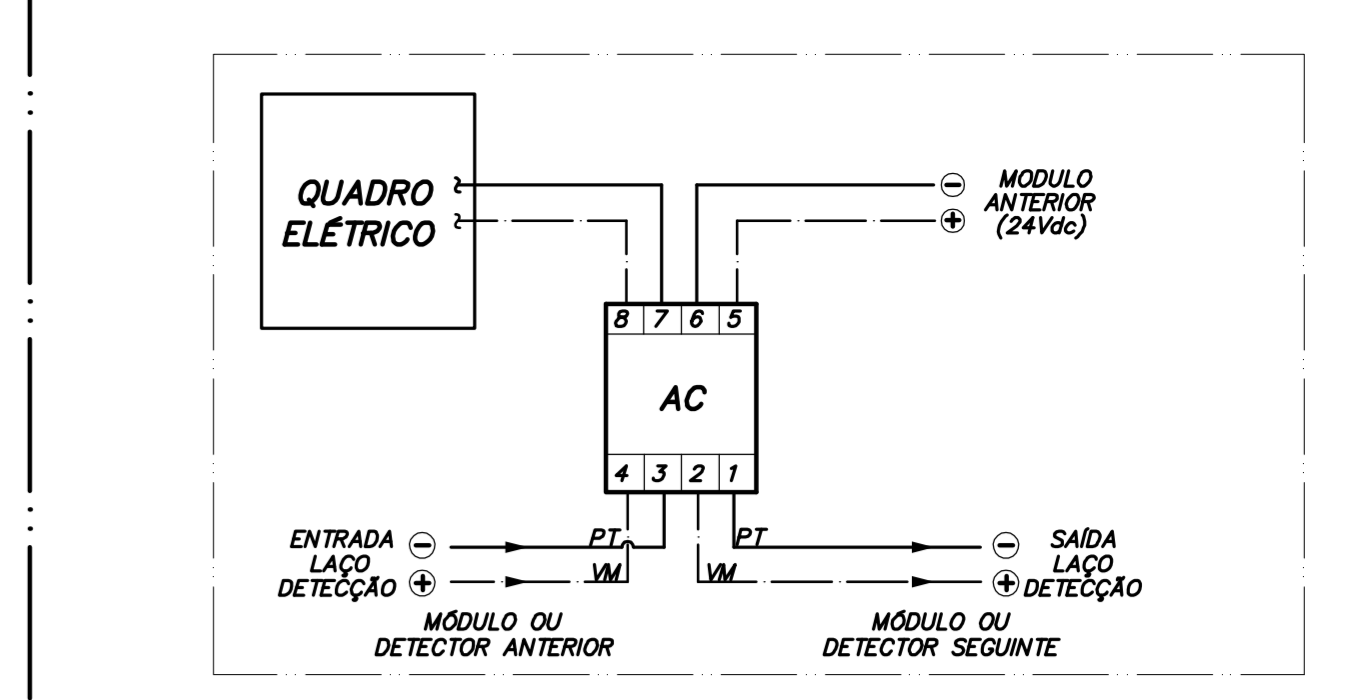 QUADRO
ELÉTRICO
MODULO
ANTERIOR
(24Vdc)
8 7 6 5
AC
4 3 2 1
PT
PT
VM
VM
ENTRADA
LAÇO
DETECÇÃO
SAÍDA
LAÇO
DETECÇÃO
MÓDULO OU
DETECTOR ANTERIOR
MÓDULO OU
DETECTOR SEGUINTE